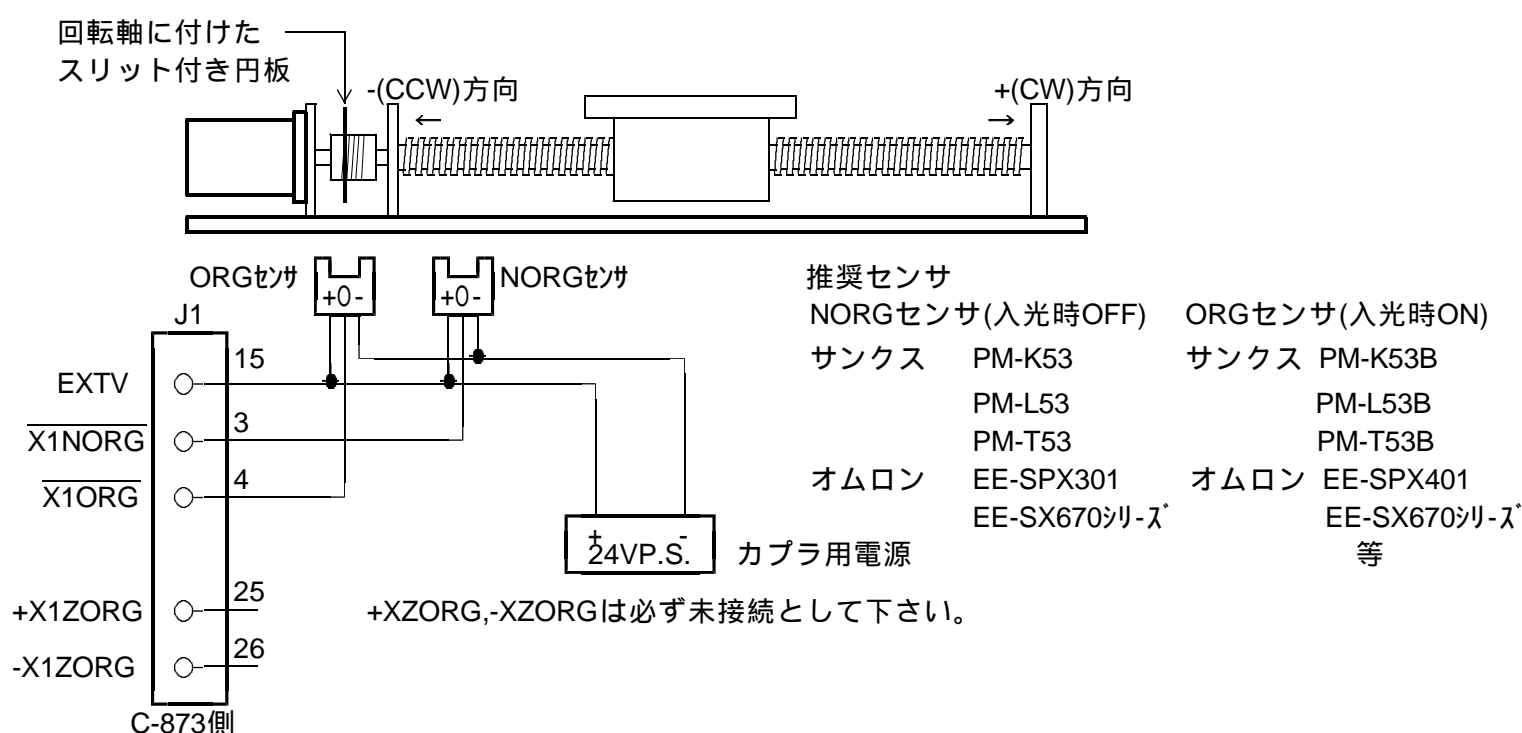 回転軸に付けた
スリット付き円板
-(CCW)方向
+(CW)方向
←
→
ORGｾﾝｻ
+0-
+0-
NORGｾﾝｻ
推奨センサ
NORGセンサ(入光時OFF) ORGセンサ(入光時ON)
サンクス PM-K53 サンクス PM-K53B
PM-L53 PM-L53B
PM-T53 PM-T53B
オムロン EE-SPX301 オムロン EE-SPX401
EE-SX670ｼﾘ-ｽﾞ EE-SX670ｼﾘ-ｽﾞ
等
J1
EXTV 15
X1NORG 3
X1ORG 4
+ -
24VP.S. カプラ用電源
+X1ZORG 25
+XZORG,-XZORGは必ず未接続として下さい。
-X1ZORG 26
C-873側